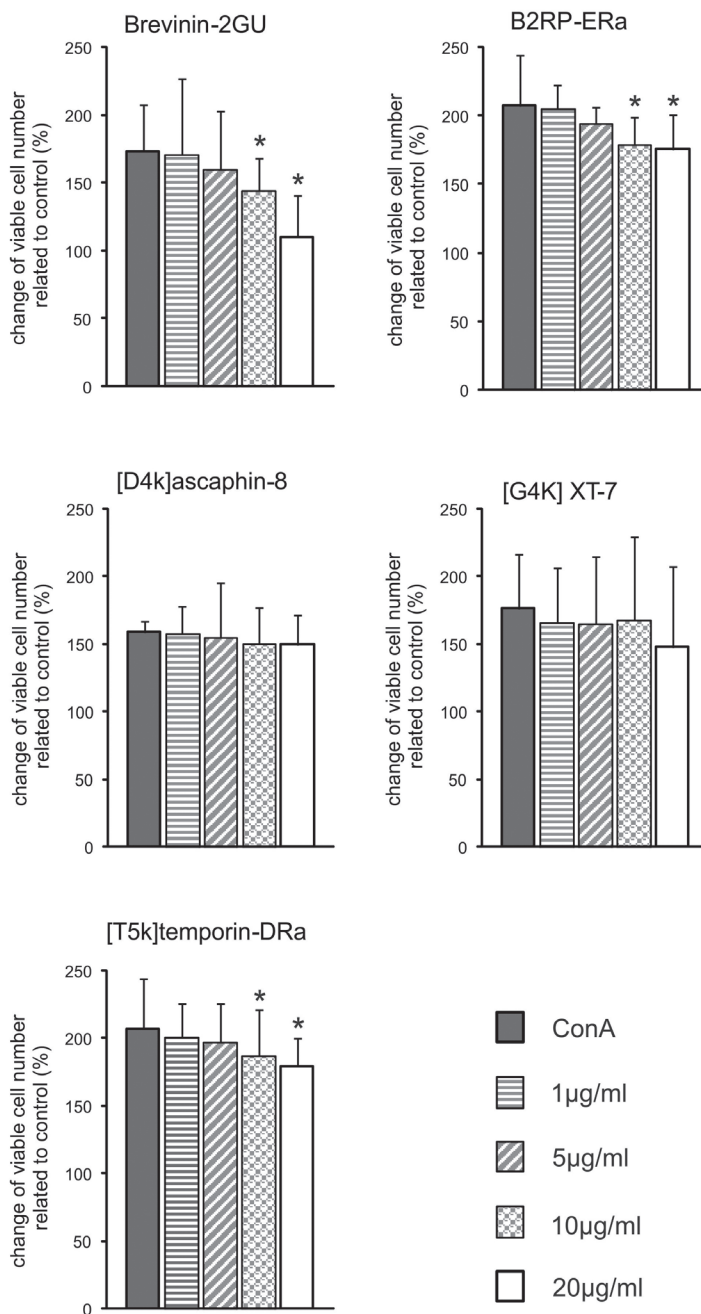 Brevinin-2GU
change of viable cell number
related to control (%)
250
200
150
100
50
0
*
*
B2RP-ERa
change of viable cell number
related to control (%)
250
200
150
100
50
0
*
*
[D4k]ascaphin-8
change of viable cell number
related to control (%)
250
200
150
100
50
0
[G4K] XT-7
change of viable cell number
related to control (%)
250
200
150
100
50
0
[T5k]temporin-DRa
change of viable cell number
related to control (%)
250
200
150
100
50
0
*
*
ConA
1µg/ml
5µg/ml
10µg/ml
20µg/ml